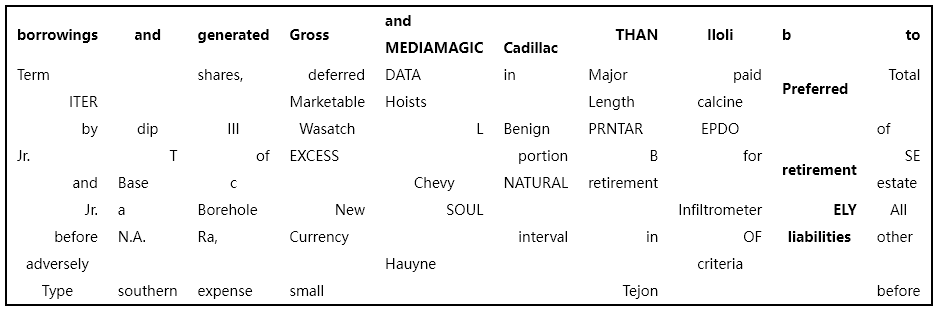 borrowings and generated Gross and MEDIAMAGIC Cadillac THAN Iloli b to
Term shares, deferred DATA in Major paid Preferred Total
ITER Marketable Hoists Length calcine
by dip III Wasatch L Benign PRNTAR EPDO of
Jr. T of EXCESS portion B for retirement SE
and Base c Chevy NATURAL retirement estate
Jr. a Borehole New SOUL Infiltrometer ELY All
before N.A. Ra, Currency interval in OF liabilities other
adversely Hauyne criteria
Type southern expense small Tejon before